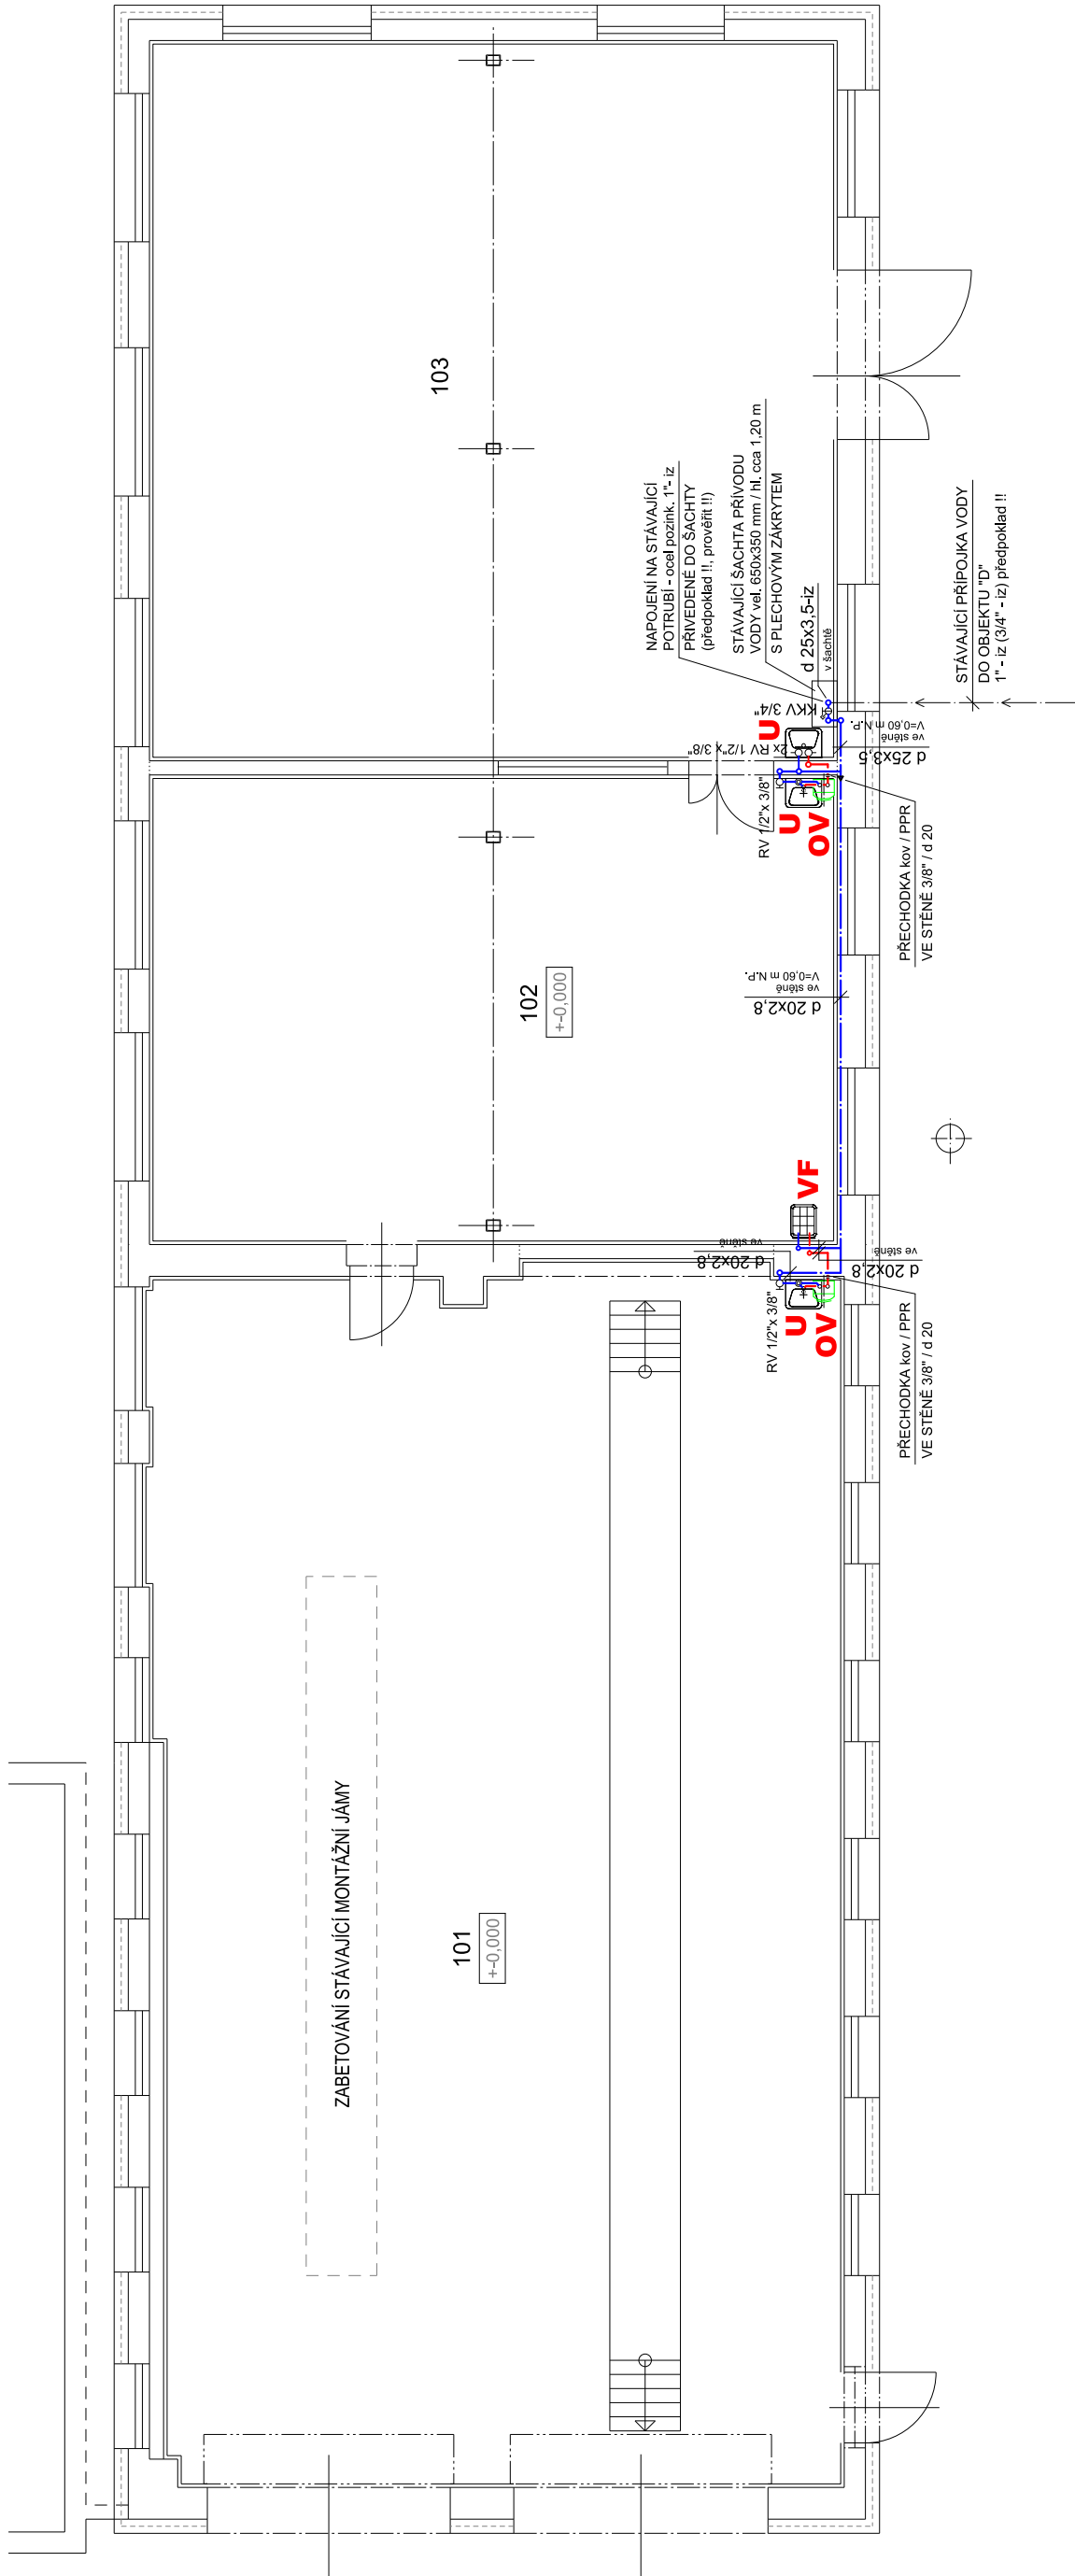 103
NAPOJENÍ NA STÁVAJÍCÍ
POTRUBÍ - ocel pozink. 1"- iz
PŘIVEDENÉ DO ŠACHTY
(předpoklad !!, prověřit !!)
STÁVAJÍCÍ ŠACHTA PŘÍVODU
VODY vel. 650x350 mm / hl. cca 1,20 m
S PLECHOVÝM ZÁKRYTEM
d 25x3,5-iz
v šachtě
STÁVAJÍCÍ PŘÍPOJKA VODY
DO OBJEKTU "D"
1" - iz (3/4" - iz) předpoklad !!
KKV 3/4"
U
2x RV 1/2"x 3/8"
d 25x3,5
ve stěně
V=0,60 m N.P.
RV 1/2"x 3/8"
U
OV
PŘECHODKA kov / PPR
VE STĚNĚ 3/8" / d 20
102
+-0,000
d 20x2,8
ve stěně
V=0,60 m N.P.
VF
d 20x2,8
ve stěně
d 20x2,8
ve stěně
RV 1/2"x 3/8"
U
OV
PŘECHODKA kov / PPR
VE STĚNĚ 3/8" / d 20
ZABETOVÁNÍ STÁVAJÍCÍ MONTÁŽNÍ JÁMY
101
+-0,000